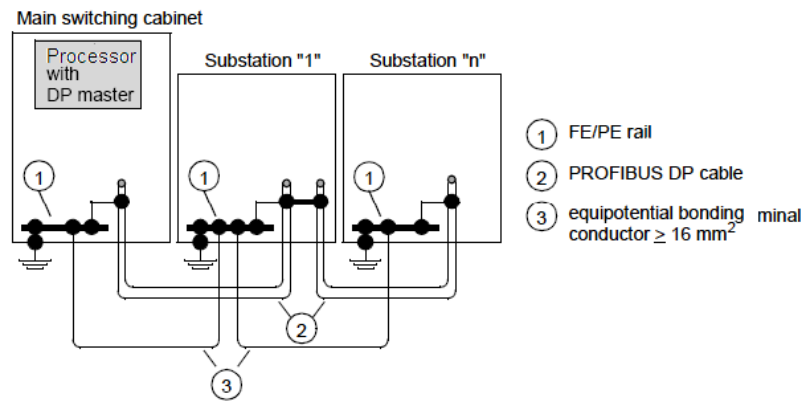 Main switching cabinet
Processor
with
DP master
Substation "1"
Substation "n"
1
1
1
2
3
1 FE/PE rail
2 PROFIBUS DP cable
3 equipotential bonding minal
conductor ≥ 16 mm²